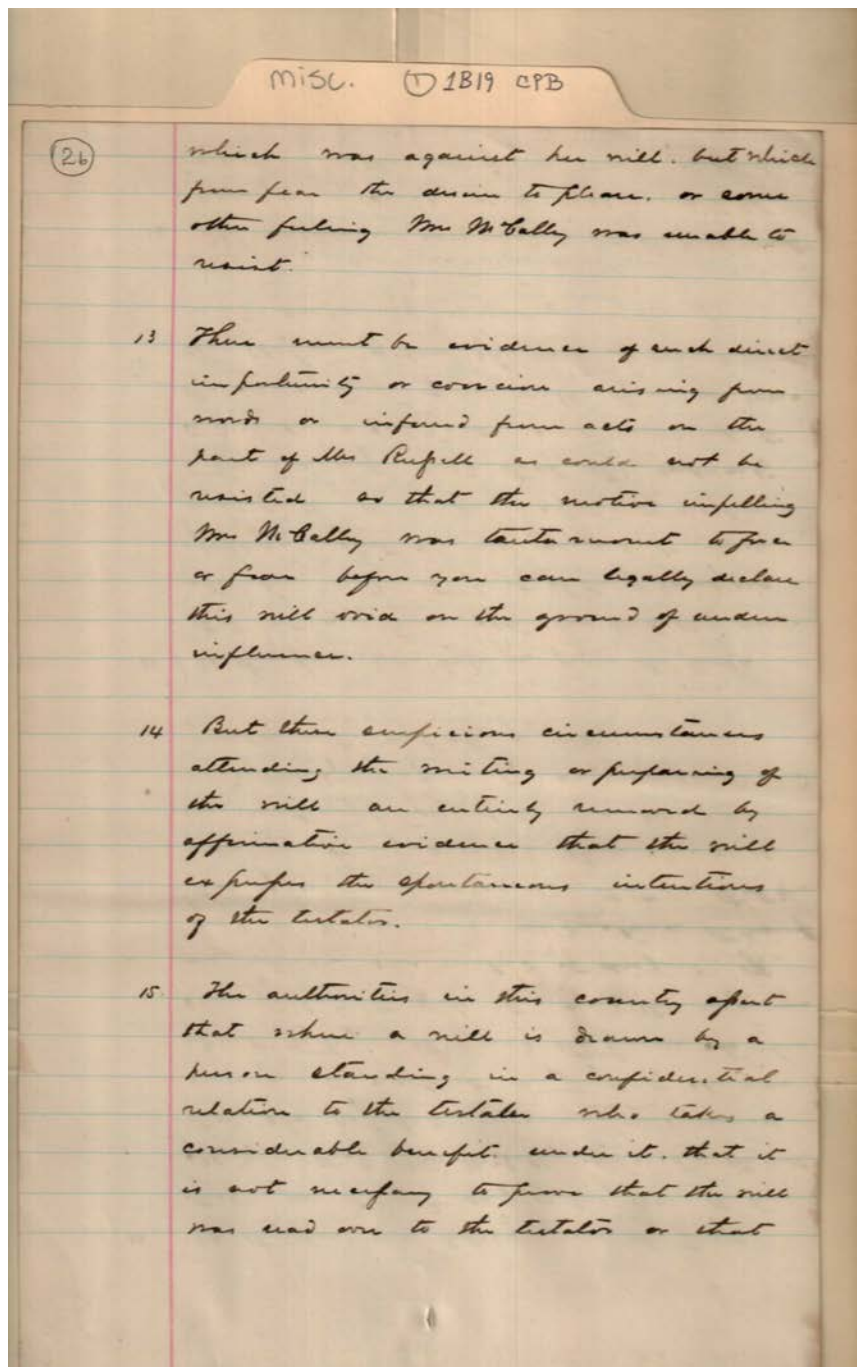 misc. ① 1B19 CPB
26
which was against her will. but which
from fear the desire to please. or some
other feeling Mrs McCally was unable to
resist.
13 There must be evidence of such direct
importunity or coercion arising from
words or inferred from acts on the
part of Mrs Russell as could not be
resisted so that the motive impelling
Mrs McCally was tantamount to force
or fear before you can legally declare
this will void on the ground of undue
influence.
14 But these suspicious circumstances
attending the writing or preparing of
the will are entirely removed by
affirmative evidence that the will
expresses the spontaneous intentions
of the testator.
15 The authorities in this country assert
that where a will is drawn by a
person standing in a confidential
relation to the testator who takes a
considerable benefit under it. that it
is not necessary to prove that the will
was read over to the testator or that